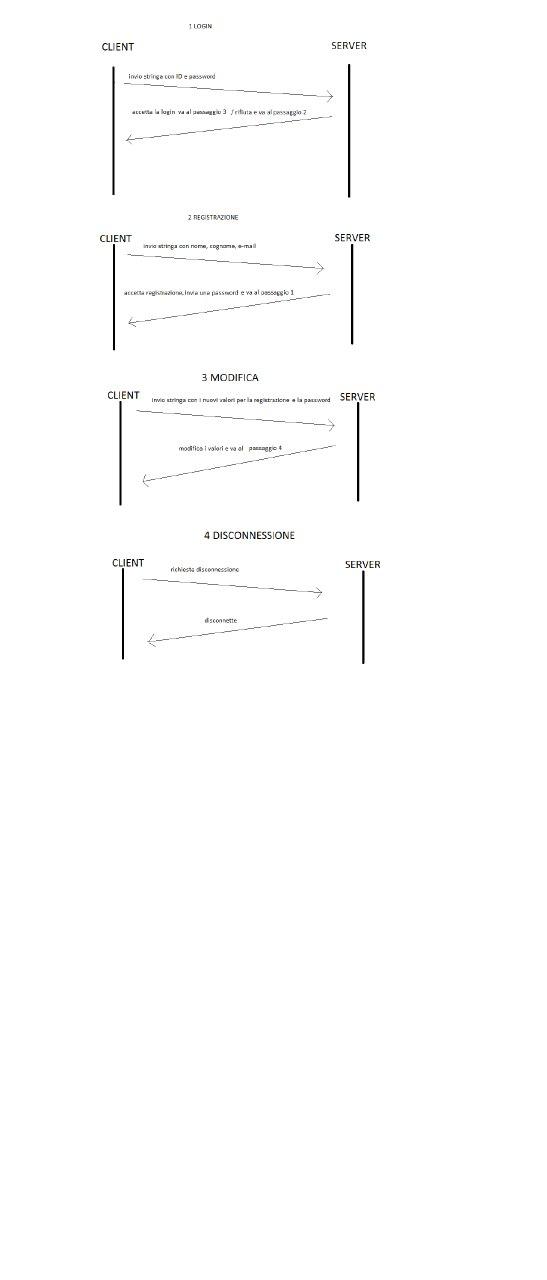 1 LOGIN
CLIENT SERVER
invio stringa con ID e password
accetta la login va al passaggio 3 / rifiuta e va al passaggio 2
2 REGISTRAZIONE
CLIENT SERVER
invio stringa con nome, cognome, e-mail
accetta registrazione, invia una password e va al passaggio 1
3 MODIFICA
CLIENT SERVER
invio stringa con i nuovi valori per la registrazione e la password
modifica i valori e va al passaggio 4
4 DISCONNESSIONE
CLIENT SERVER
richiesta disconnessione
disconnette